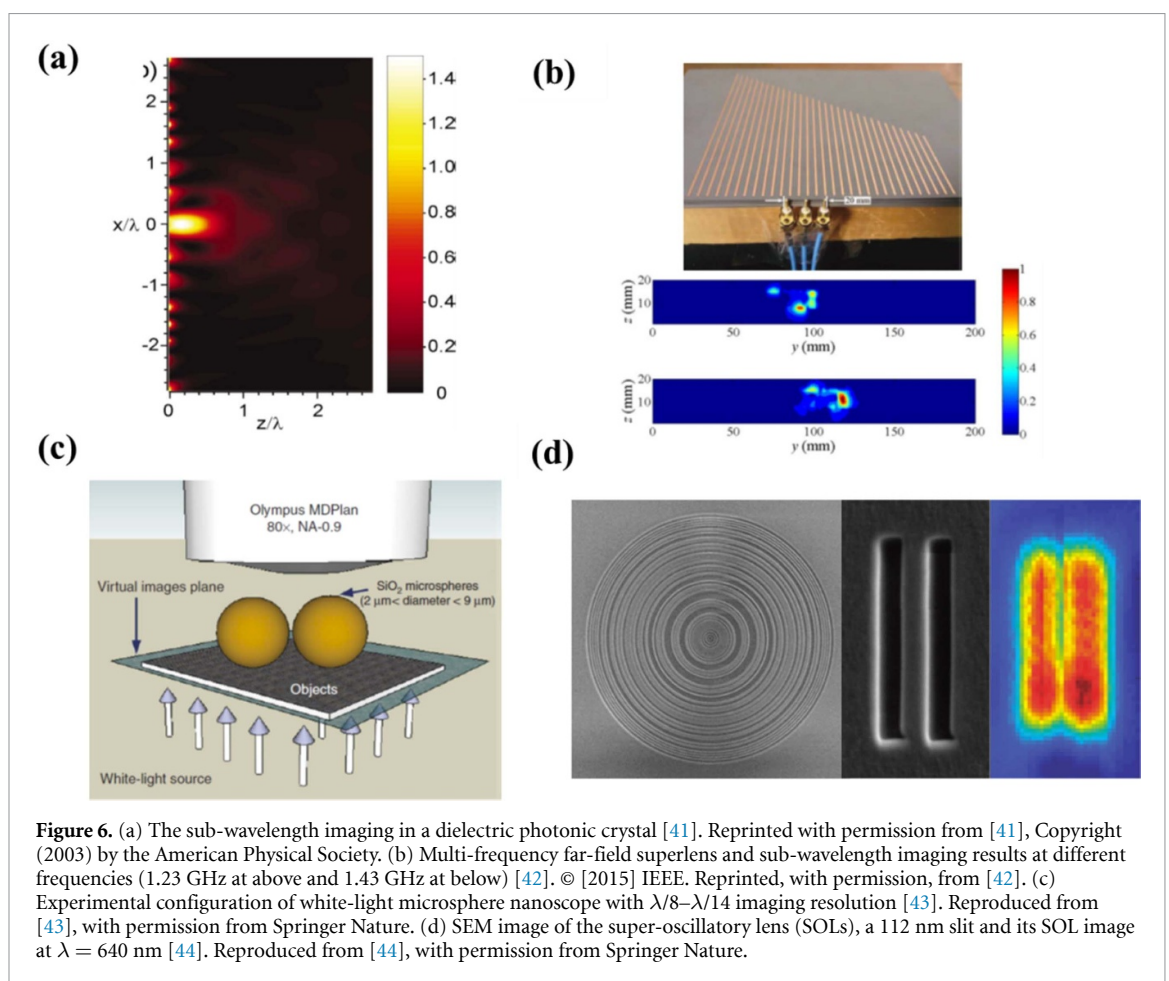 (a)
)
1.4
1.2
1.0
0.8
0.6
0.4
0.2
0
2
1
x/λ 0
-1
-2
0 1 2
z/λ
(b)
20 mm
20
10
z (mm)
0 50 100 150 200
y (mm)
20
10
z (mm)
0 50 100 150 200
y (mm)
1
0.8
0.6
0.4
0.2
0
(c)
Olympus MDPlan
80×, NA-0.9
Virtual images plane
SiO2 microspheres
(2 μm< diameter < 9 μm)
Objects
White-light source
(d)
Figure 6. (a) The sub-wavelength imaging in a dielectric photonic crystal [41]. Reprinted with permission from [41], Copyright
(2003) by the American Physical Society. (b) Multi-frequency far-field superlens and sub-wavelength imaging results at different
frequencies (1.23 GHz at above and 1.43 GHz at below) [42]. © [2015] IEEE. Reprinted, with permission, from [42]. (c)
Experimental configuration of white-light microsphere nanoscope with λ/8–λ/14 imaging resolution [43]. Reproduced from
[43], with permission from Springer Nature. (d) SEM image of the super-oscillatory lens (SOLs), a 112 nm slit and its SOL image
at λ = 640 nm [44]. Reproduced from [44], with permission from Springer Nature.